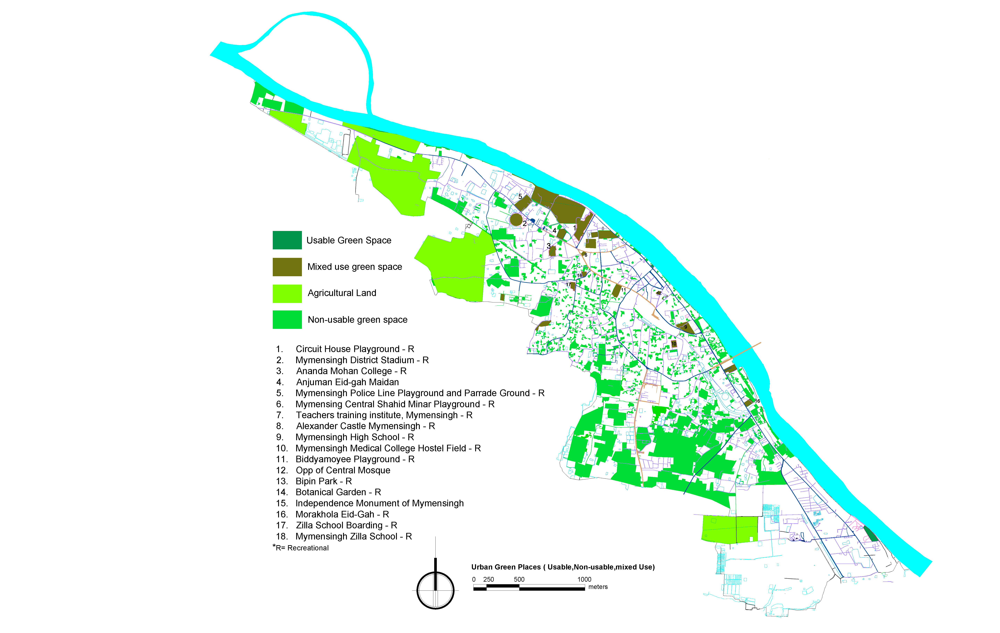 5
2
4
1
8
7
3
6
18
17
11
12
9
10
16
Usable Green Space
Mixed use green space
Agricultural Land
Non-usable green space
1. Circuit House Playground - R
2. Mymensingh District Stadium - R
3. Ananda Mohan College - R
4. Anjuman Eid-gah Maidan
5. Mymensingh Police Line Playground and Parrade Ground - R
6. Mymensing Central Shahid Minar Playground - R
7. Teachers training institute, Mymensingh - R
8. Alexander Castle Mymensingh - R
9. Mymensingh High School - R
10. Mymensingh Medical College Hostel Field - R
11. Biddyamoyee Playground - R
12. Opp of Central Mosque
13. Bipin Park - R
14. Botanical Garden - R
15. Independence Monument of Mymensingh
16. Morakhola Eid-Gah - R
17. Zilla School Boarding - R
18. Mymensingh Zilla School - R
*R= Recreational
Urban Green Places ( Usable,Non-usable,mixed Use)
0 250 500 1000
meters